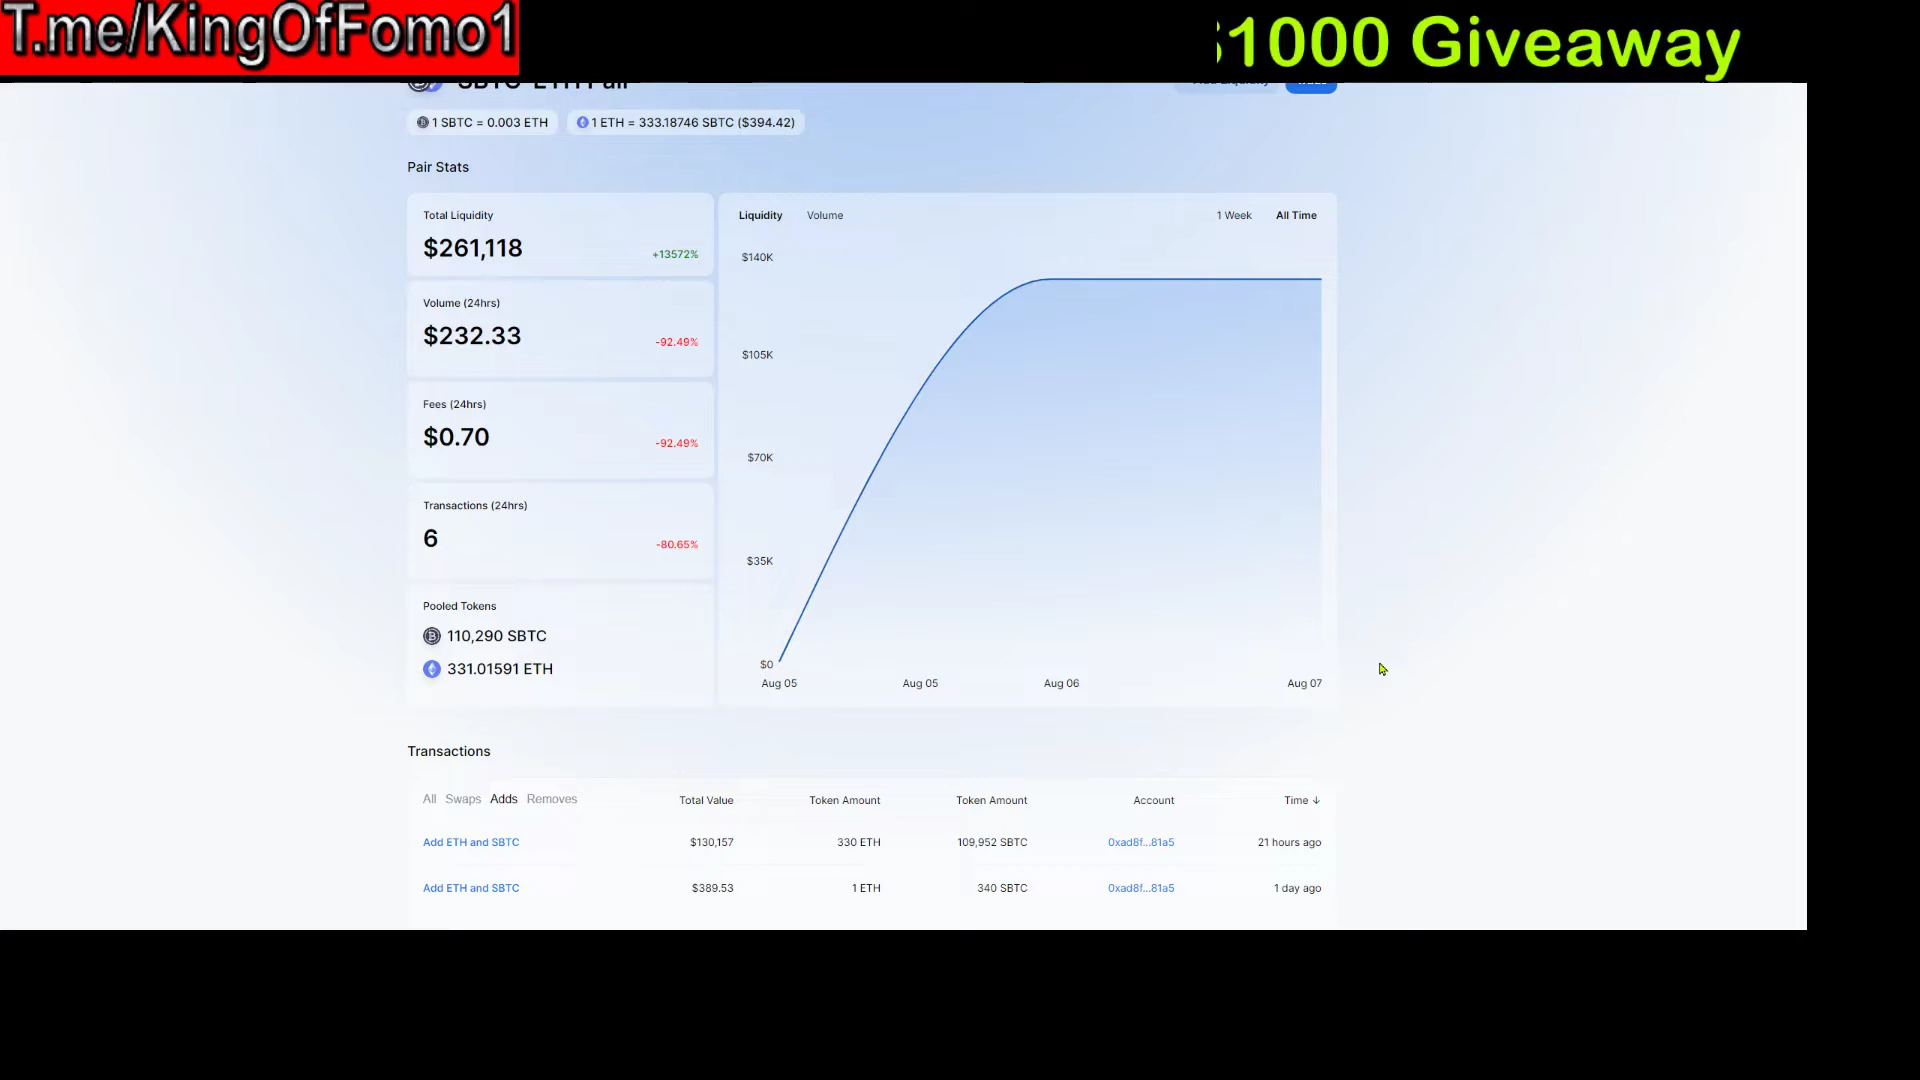 T.me/KingOfFomo1
$1000 Giveaway
SBTC-ETH Pair
Add Liquidity
1 SBTC = 0.003 ETH
1 ETH = 333.18746 SBTC ($394.42)
Pair Stats
Total Liquidity
$261,118
+13572%
Volume (24hrs)
$232.33
-92.49%
Fees (24hrs)
$0.70
-92.49%
Transactions (24hrs)
6
-80.65%
Pooled Tokens
110,290 SBTC
331.01591 ETH
Liquidity Volume
1 Week All Time
$140K
$105K
$70K
$35K
$0
Aug 05 Aug 05 Aug 06 Aug 07
Transactions
All Swaps Adds Removes Total Value Token Amount Token Amount Account Time ↓
Add ETH and SBTC $130,157 330 ETH 109,952 SBTC 0xad8f...81a5 21 hours ago
Add ETH and SBTC $389.53 1 ETH 340 SBTC 0xad8f...81a5 1 day ago